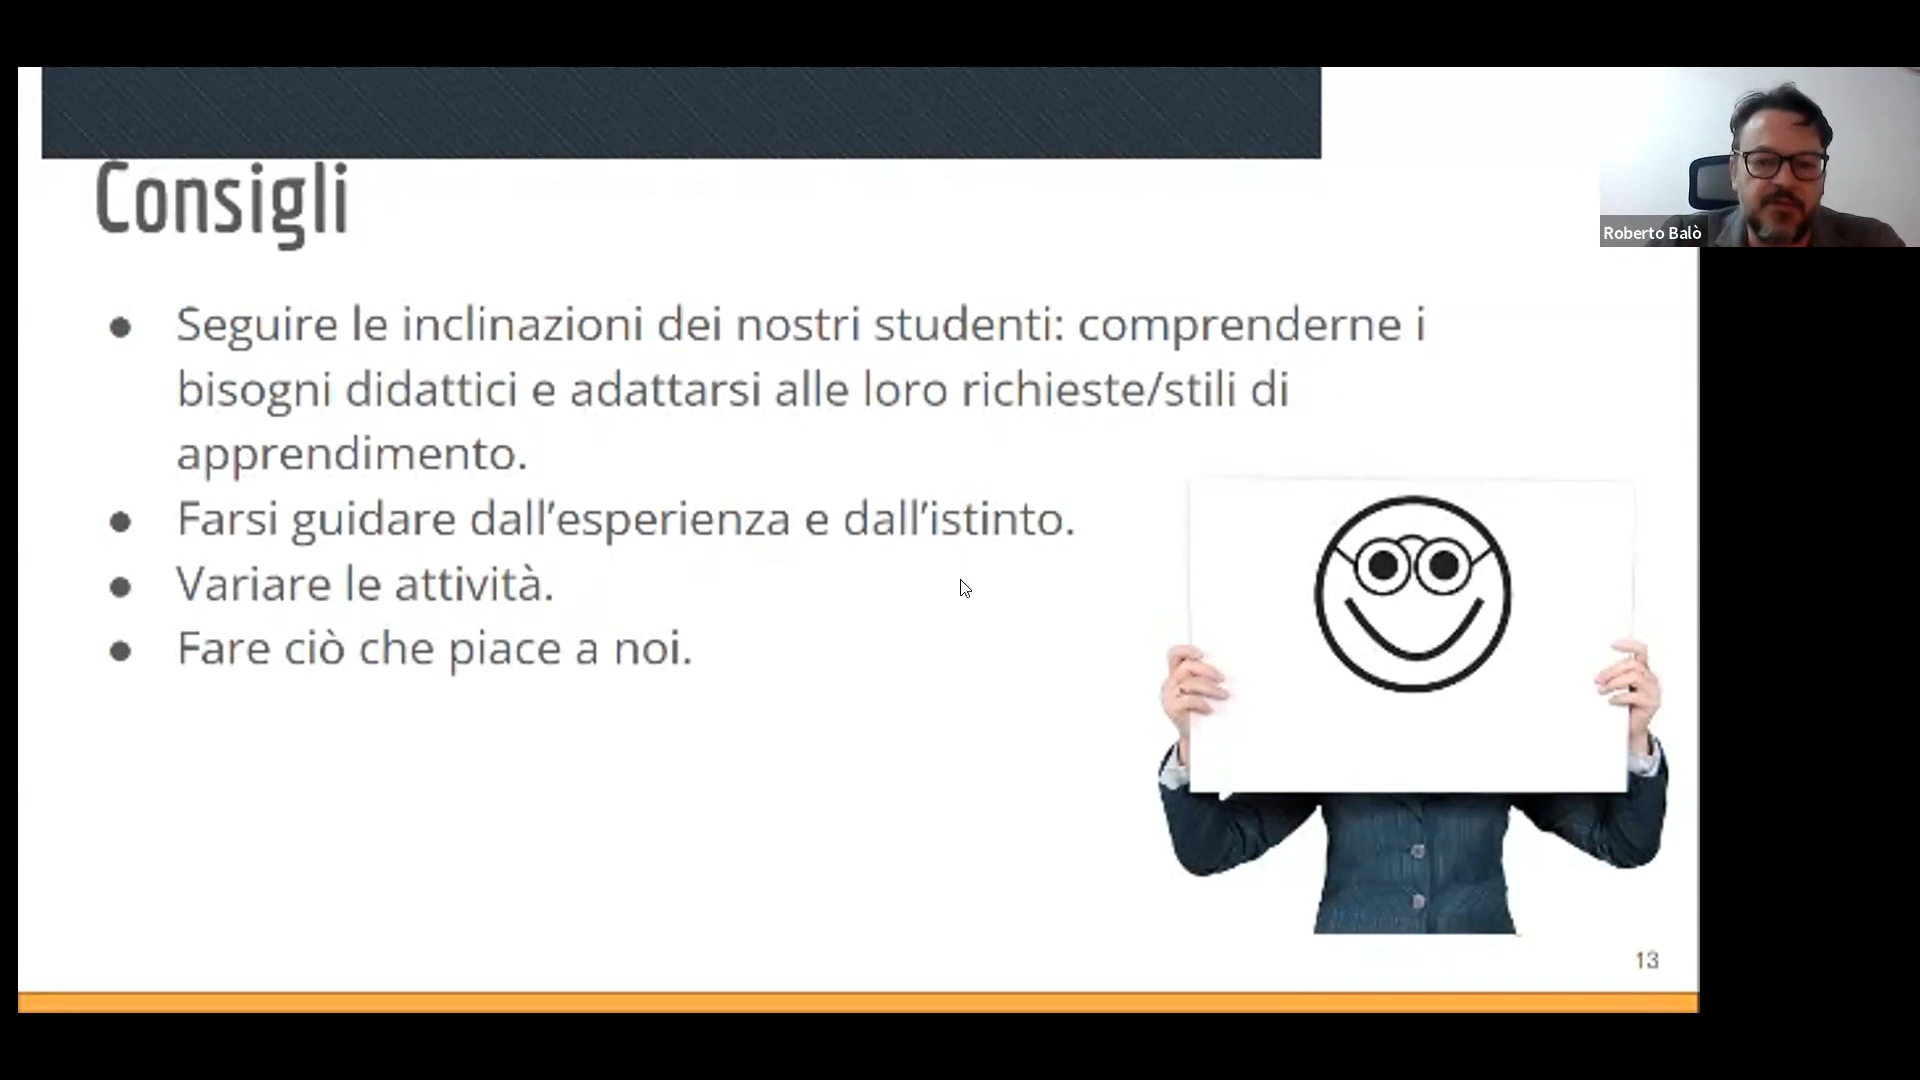 Consigli
Roberto Balò
● Seguire le inclinazioni dei nostri studenti: comprenderne i
bisogni didattici e adattarsi alle loro richieste/stili di
apprendimento.
● Farsi guidare dall’esperienza e dall’istinto.
● Variare le attività.
● Fare ciò che piace a noi.
13